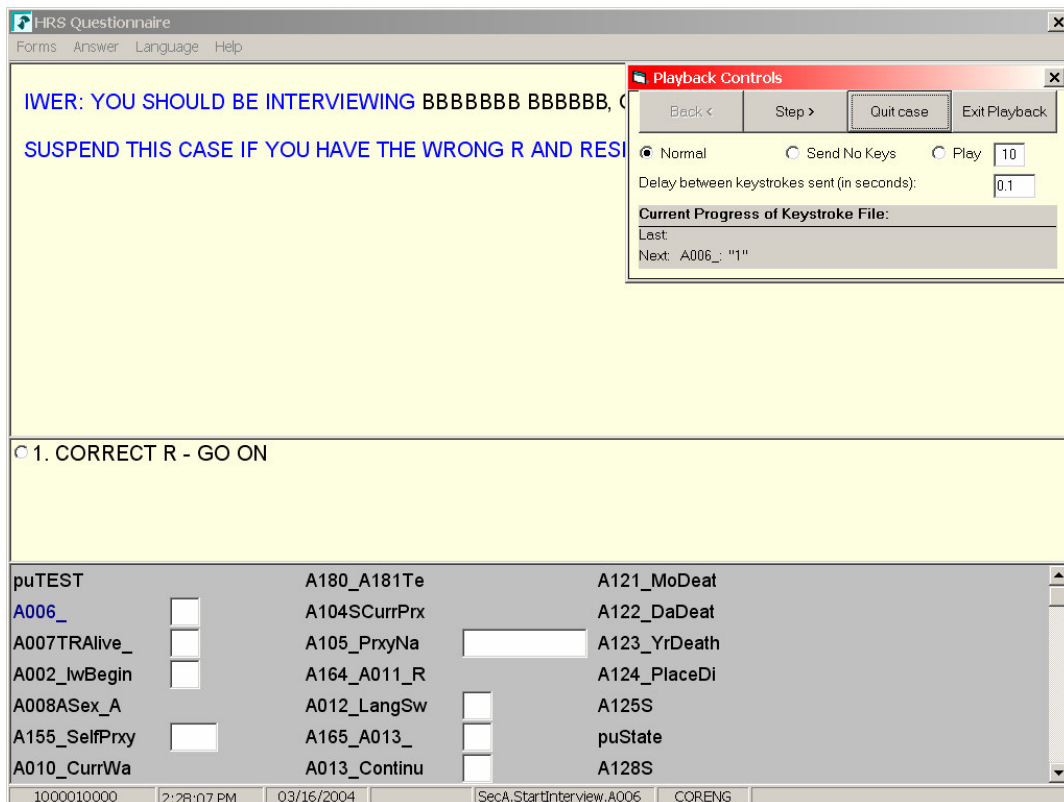 HRS Questionnaire
Forms Answer Language Help
IWER: YOU SHOULD BE INTERVIEWING BBBBBBB BBBBBB,
SUSPEND THIS CASE IF YOU HAVE THE WRONG R AND RESI
Playback Controls
Back < Step > Quit case Exit Playback
Normal Send No Keys Play 10
Delay between keystrokes sent (in seconds): 0.1
Current Progress of Keystroke File:
Last:
Next: A006_: "1"
1. CORRECT R - GO ON
puTEST A180_A181Te A121_MoDeat
A006_ A104SCurrPrx A122_DaDeat
A007TRAlive_ A105_PrxyNa A123_YrDeath
A002_IwBegin A164_A011_R A124_PlaceDi
A008ASex_A A012_LangSw A125S
A155_SelfPrxy A165_A013_ puState
A010_CurrWa A013_Continu A128S
1000010000 2:28:07 PM 03/16/2004 SecA.StartInterview.A006 CORENG